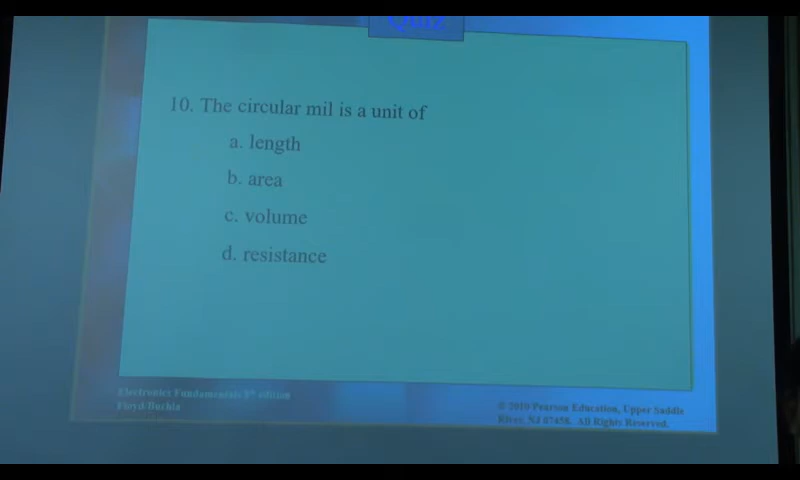 Quiz
10. The circular mil is a unit of
a. length
b. area
c. volume
d. resistance
Electronics Fundamentals 8th edition
Floyd/Buchla
© 2010 Pearson Education, Upper Saddle
River, NJ 07458. All Rights Reserved.